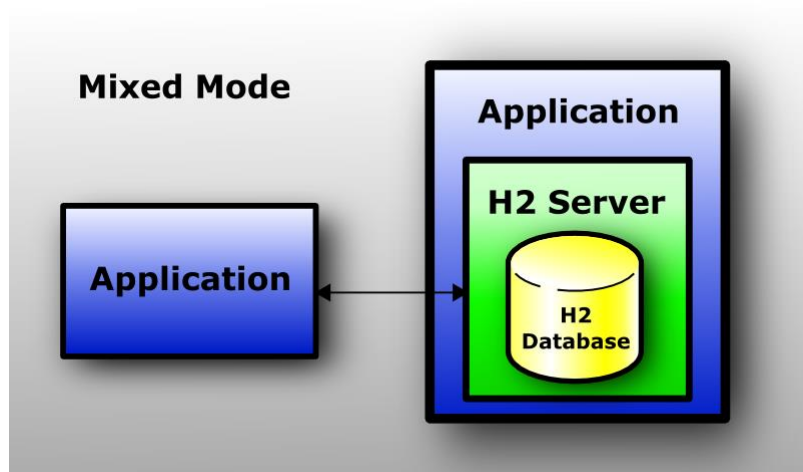 Mixed Mode
Application
Application
H2 Server
H2
Database